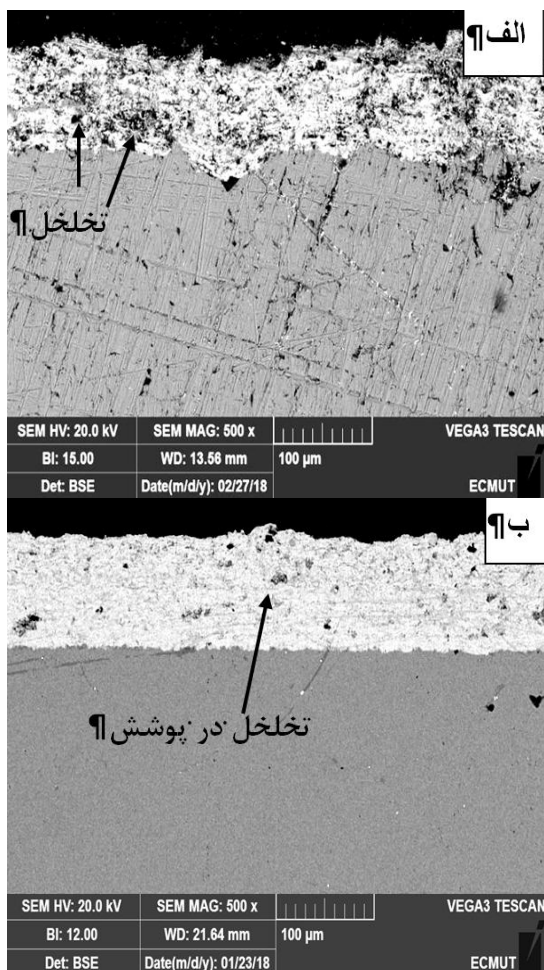 الف¶
تخلخل¶
SEM HV: 20.0 kV SEM MAG: 500 x VEGA3 TESCAN
BI: 15.00 WD: 13.56 mm 100 µm
Det: BSE Date(m/d/y): 02/27/18 ECMUT
ب¶
تخلخل·در·پوشش¶
SEM HV: 20.0 kV SEM MAG: 500 x VEGA3 TESCAN
BI: 12.00 WD: 21.64 mm 100 µm
Det: BSE Date(m/d/y): 01/23/18 ECMUT